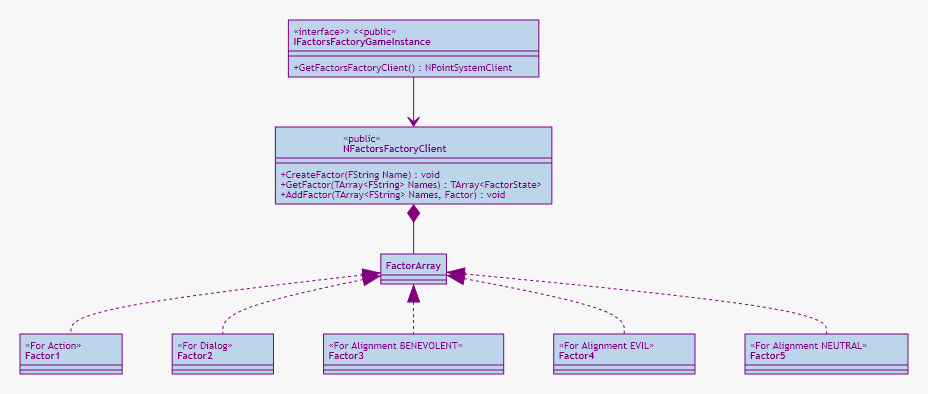 «interface>> <<public»
IFactorsFactoryGameInstance
+GetFactorsFactoryClient() : NPointSystemClient
«public»
NFactorsFactoryClient
+CreateFactor(FString Name) : void
+GetFactor(TArray<FString> Names) : TArray<FactorState>
+AddFactor(TArray<FString> Names, Factor) : void
FactorArray
«For Action»
Factor1
«For Dialog»
Factor2
«For Alignment BENEVOLENT»
Factor3
«For Alignment EVIL»
Factor4
«For Alignment NEUTRAL»
Factor5